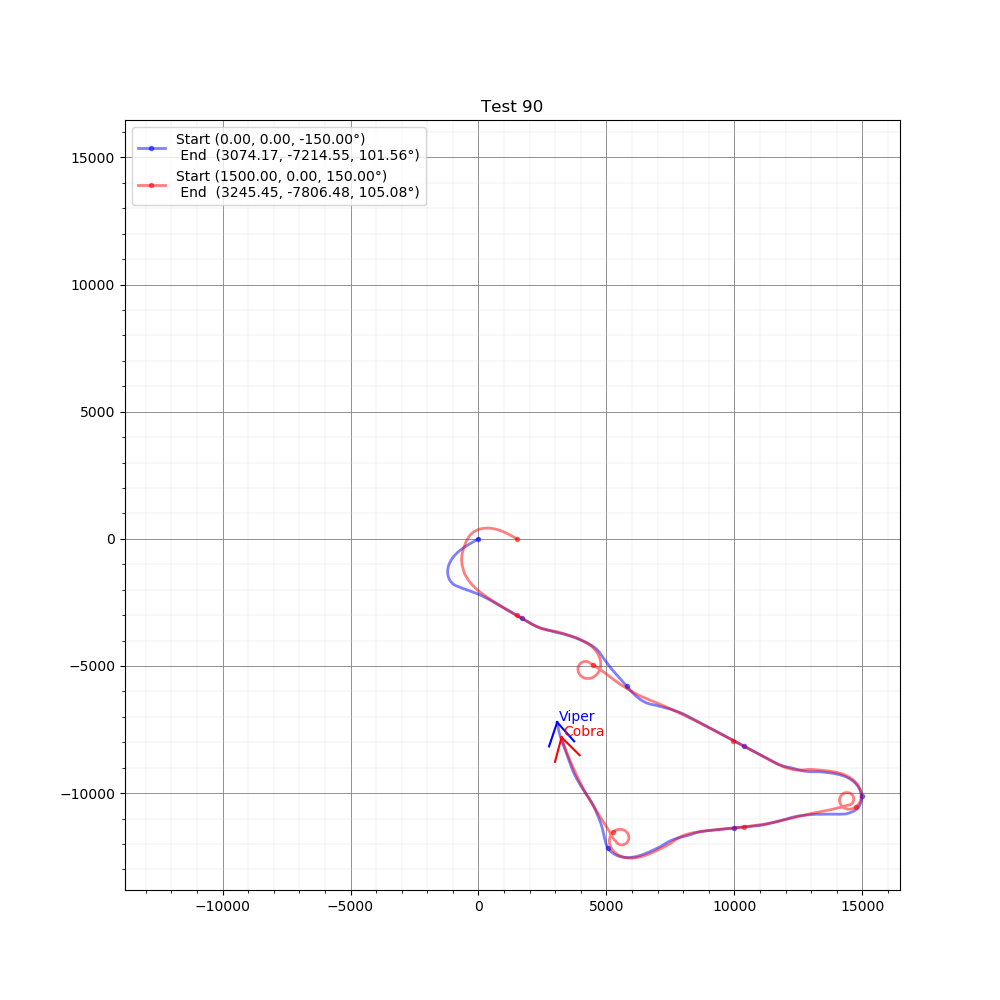 Test 90
Start (0.00, 0.00, -150.00°)
End (3074.17, -7214.55, 101.56°)
Start (1500.00, 0.00, 150.00°)
End (3245.45, -7806.48, 105.08°)
15000
10000
5000
0
−5000
−10000
Viper
Cobra
−10000
−5000
0
5000
10000
15000